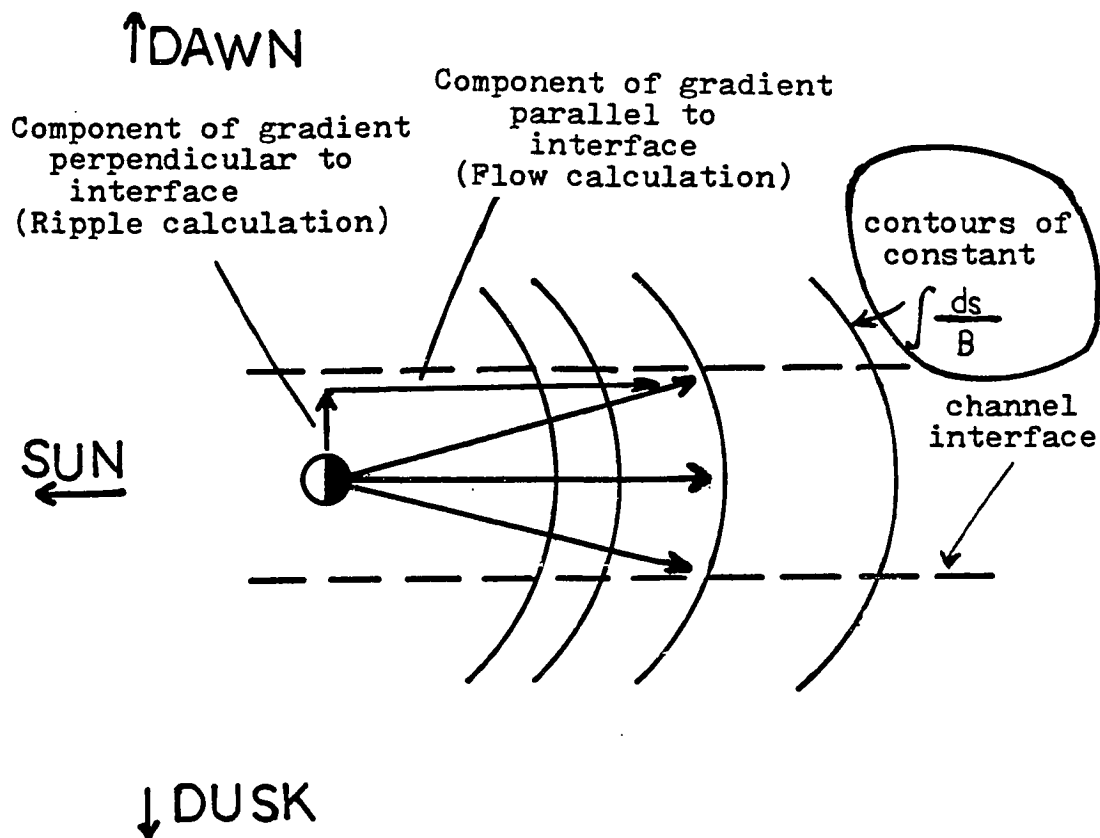 ↑DAWN
Component of gradient
perpendicular to
interface
(Ripple calculation)
Component of gradient
parallel to
interface
(Flow calculation)
contours of
constant
∫ ds/B
channel
interface
SUN
←
↓ DUSK